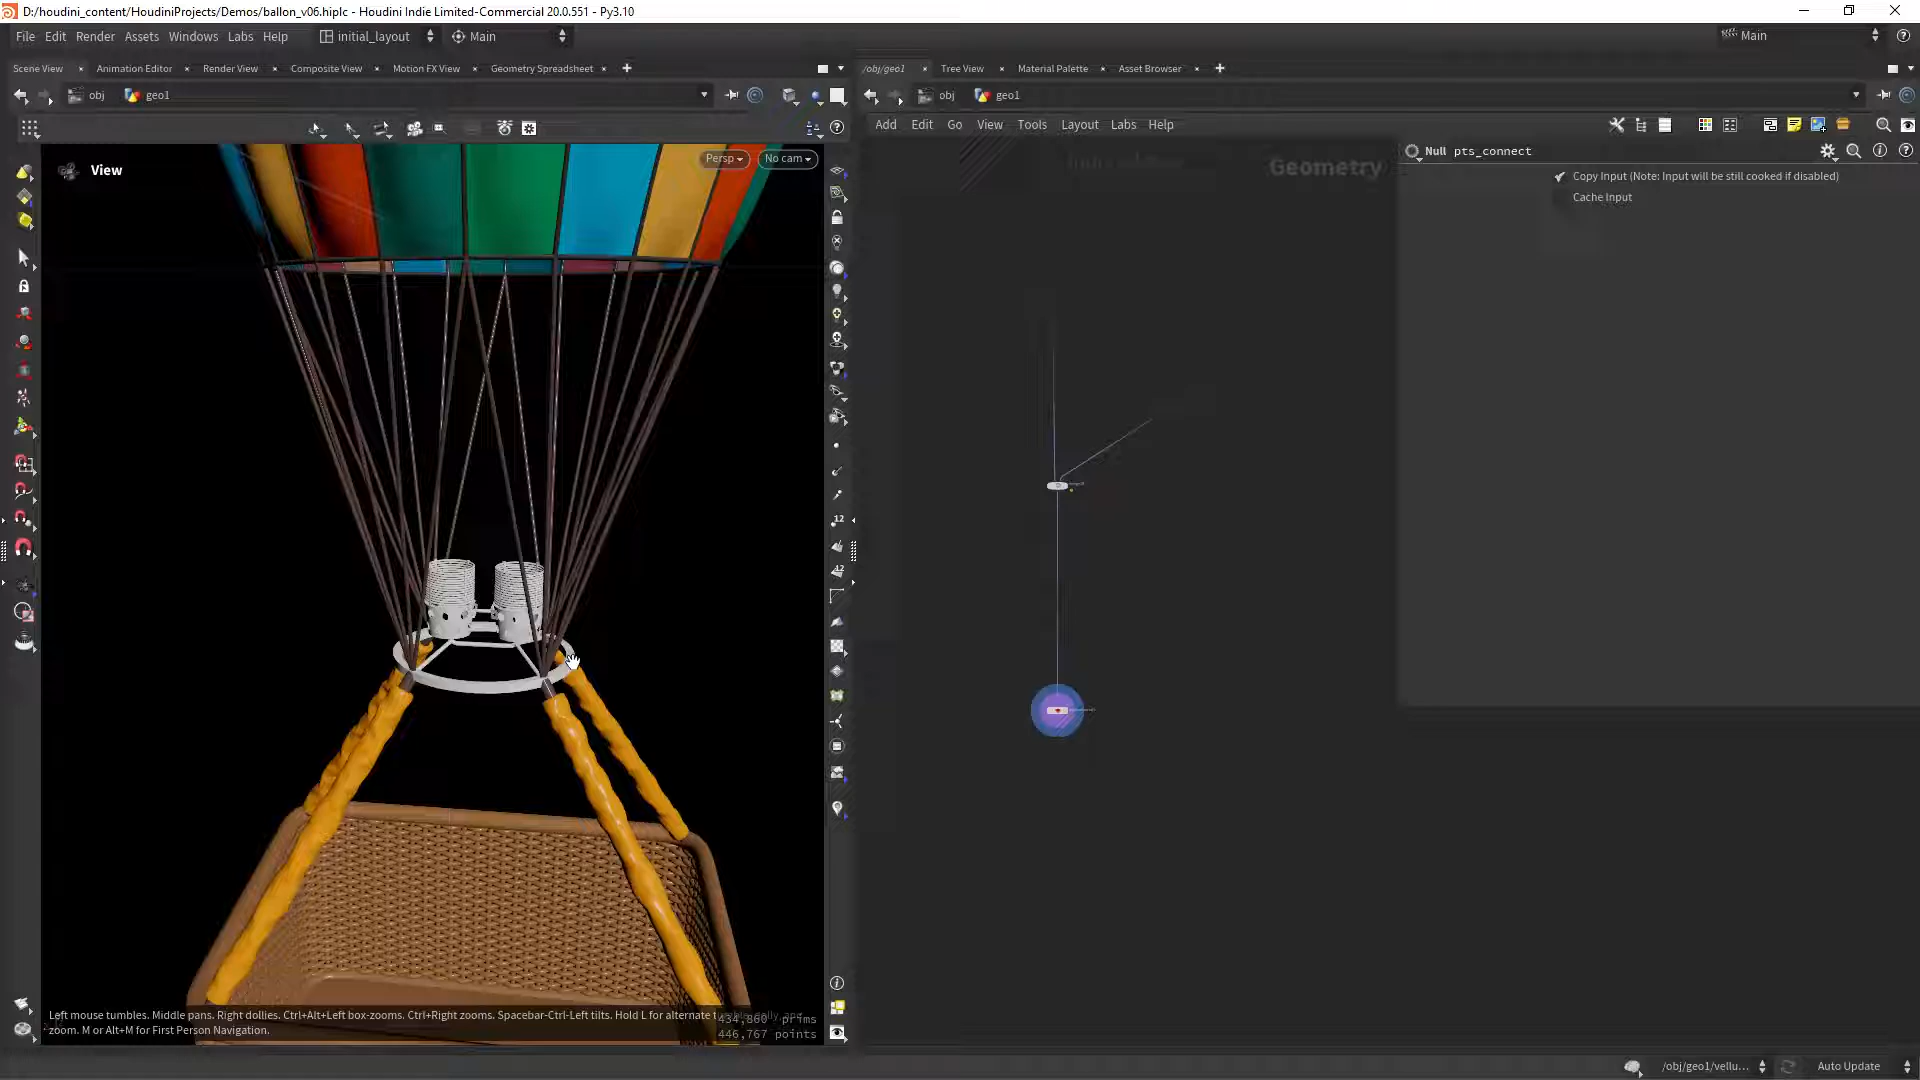 D:/houdini_content/HoudiniProjects/Demos/ballon_v06.hiplc - Houdini Indie Limited-Commercial 20.0.551 - Py3.10
File Edit Render Assets Windows Labs Help initial_layout Main
Main
Scene View Animation Editor Render View Composite View Motion FX View Geometry Spreadsheet
/obj/geo1 Tree View Material Palette Asset Browser
obj geo1
obj geo1
Add Edit Go View Tools Layout Labs Help
View
Persp
No cam
Geometry
Null pts_connect
Copy Input (Note: Input will be still cooked if disabled)
Cache Input
12
12
Left mouse tumbles. Middle pans. Right dollies. Ctrl+Alt+Left box-zooms. Ctrl+Right zooms. Spacebar-Ctrl-Left tilts. Hold L for alternate
zoom. M or Alt+M for First Person Navigation.
434,860 prims
446,767 points
/obj/geo1/vellu...
Auto Update